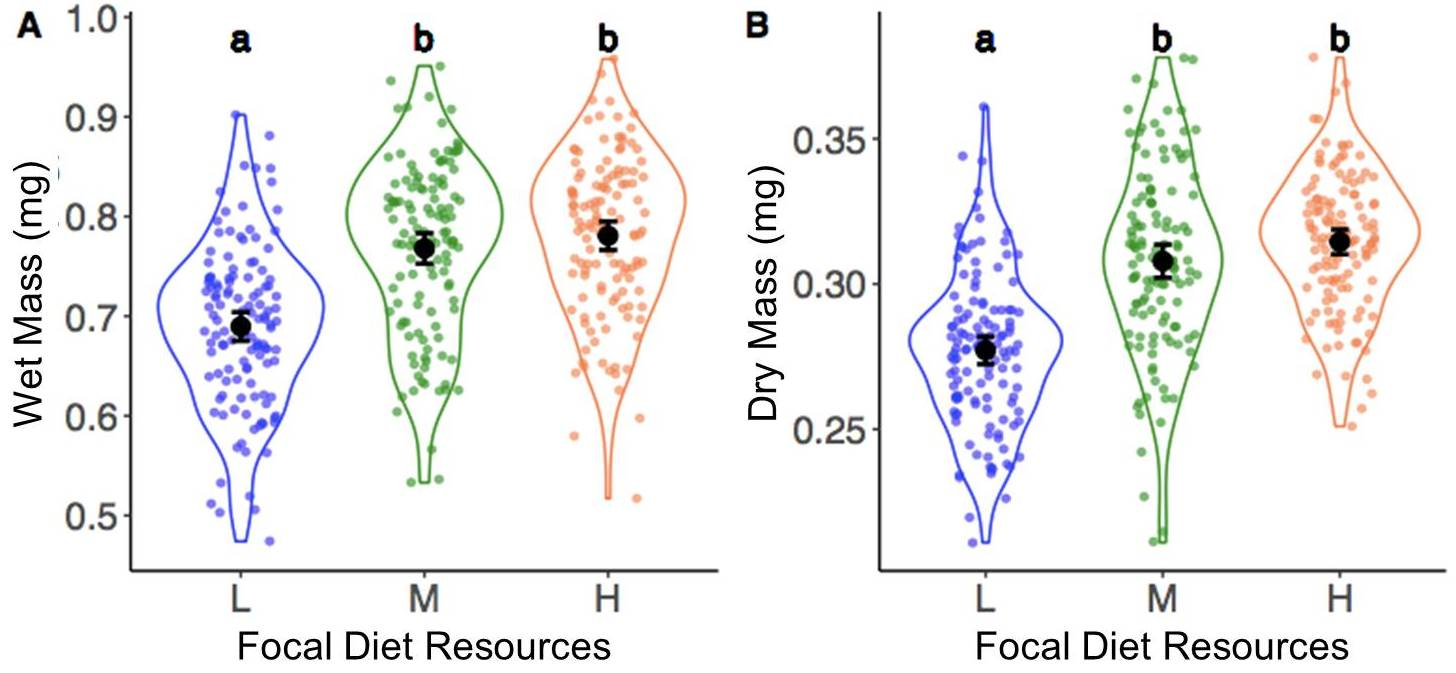 A
a b b
Wet Mass (mg)
1.0
0.9
0.8
0.7
0.6
0.5
L M H
Focal Diet Resources
B
a b b
Dry Mass (mg)
0.35
0.30
0.25
L M H
Focal Diet Resources